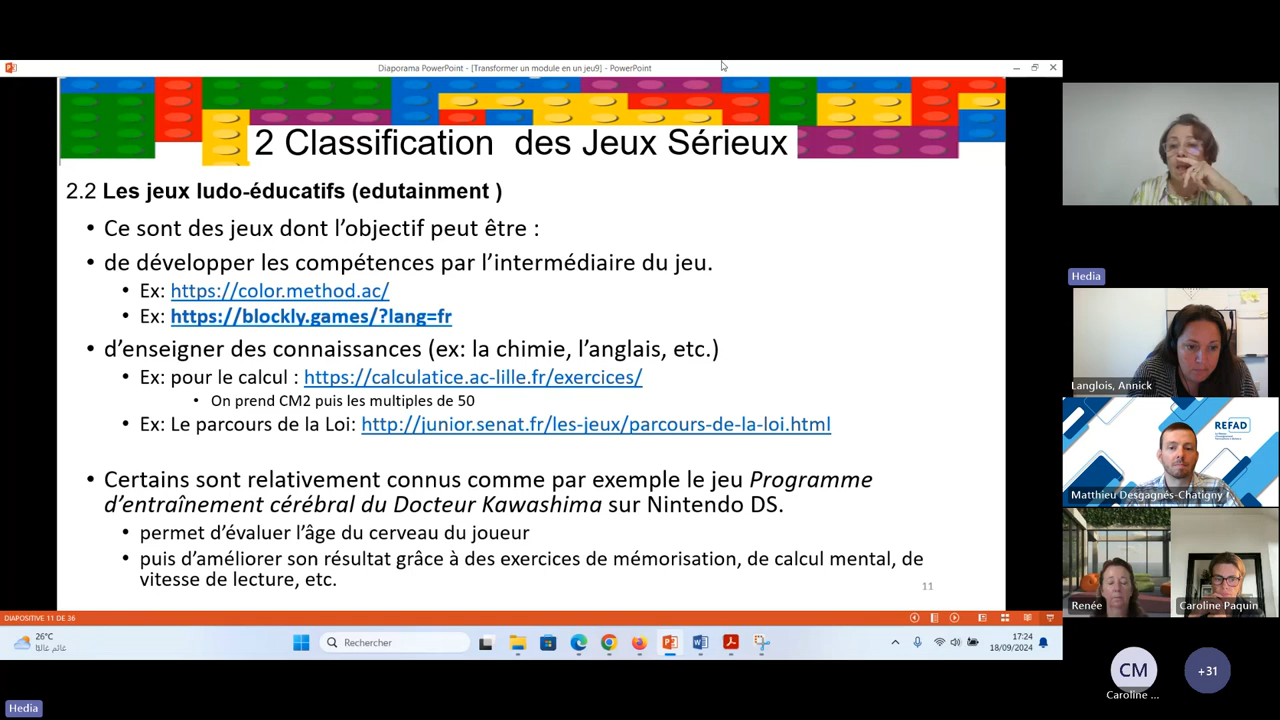 Diaporama PowerPoint - [Transformer un module en un jeu9] - PowerPoint
2 Classification des Jeux Sérieux
2.2 Les jeux ludo-éducatifs (edutainment )
• Ce sont des jeux dont l’objectif peut être :
• de développer les compétences par l’intermédiaire du jeu.
• Ex: https://color.method.ac/
• Ex: https://blockly.games/?lang=fr
• d’enseigner des connaissances (ex: la chimie, l’anglais, etc.)
• Ex: pour le calcul : https://calculatice.ac-lille.fr/exercices/
• On prend CM2 puis les multiples de 50
• Ex: Le parcours de la Loi: http://junior.senat.fr/les-jeux/parcours-de-la-loi.html
• Certains sont relativement connus comme par exemple le jeu Programme
d’entraînement cérébral du Docteur Kawashima sur Nintendo DS.
• permet d’évaluer l’âge du cerveau du joueur
• puis d’améliorer son résultat grâce à des exercices de mémorisation, de calcul mental, de
vitesse de lecture, etc.
11
DIAPOSITIVE 11 DE 36
26°C
غائم غالبًا
Rechercher
17:24
18/09/2024
Hedia
Hedia
Langlois, Annick
REFAD
Matthieu Desgagnés-Chatigny
Renée
Caroline Paquin
CM
Caroline ...
+31